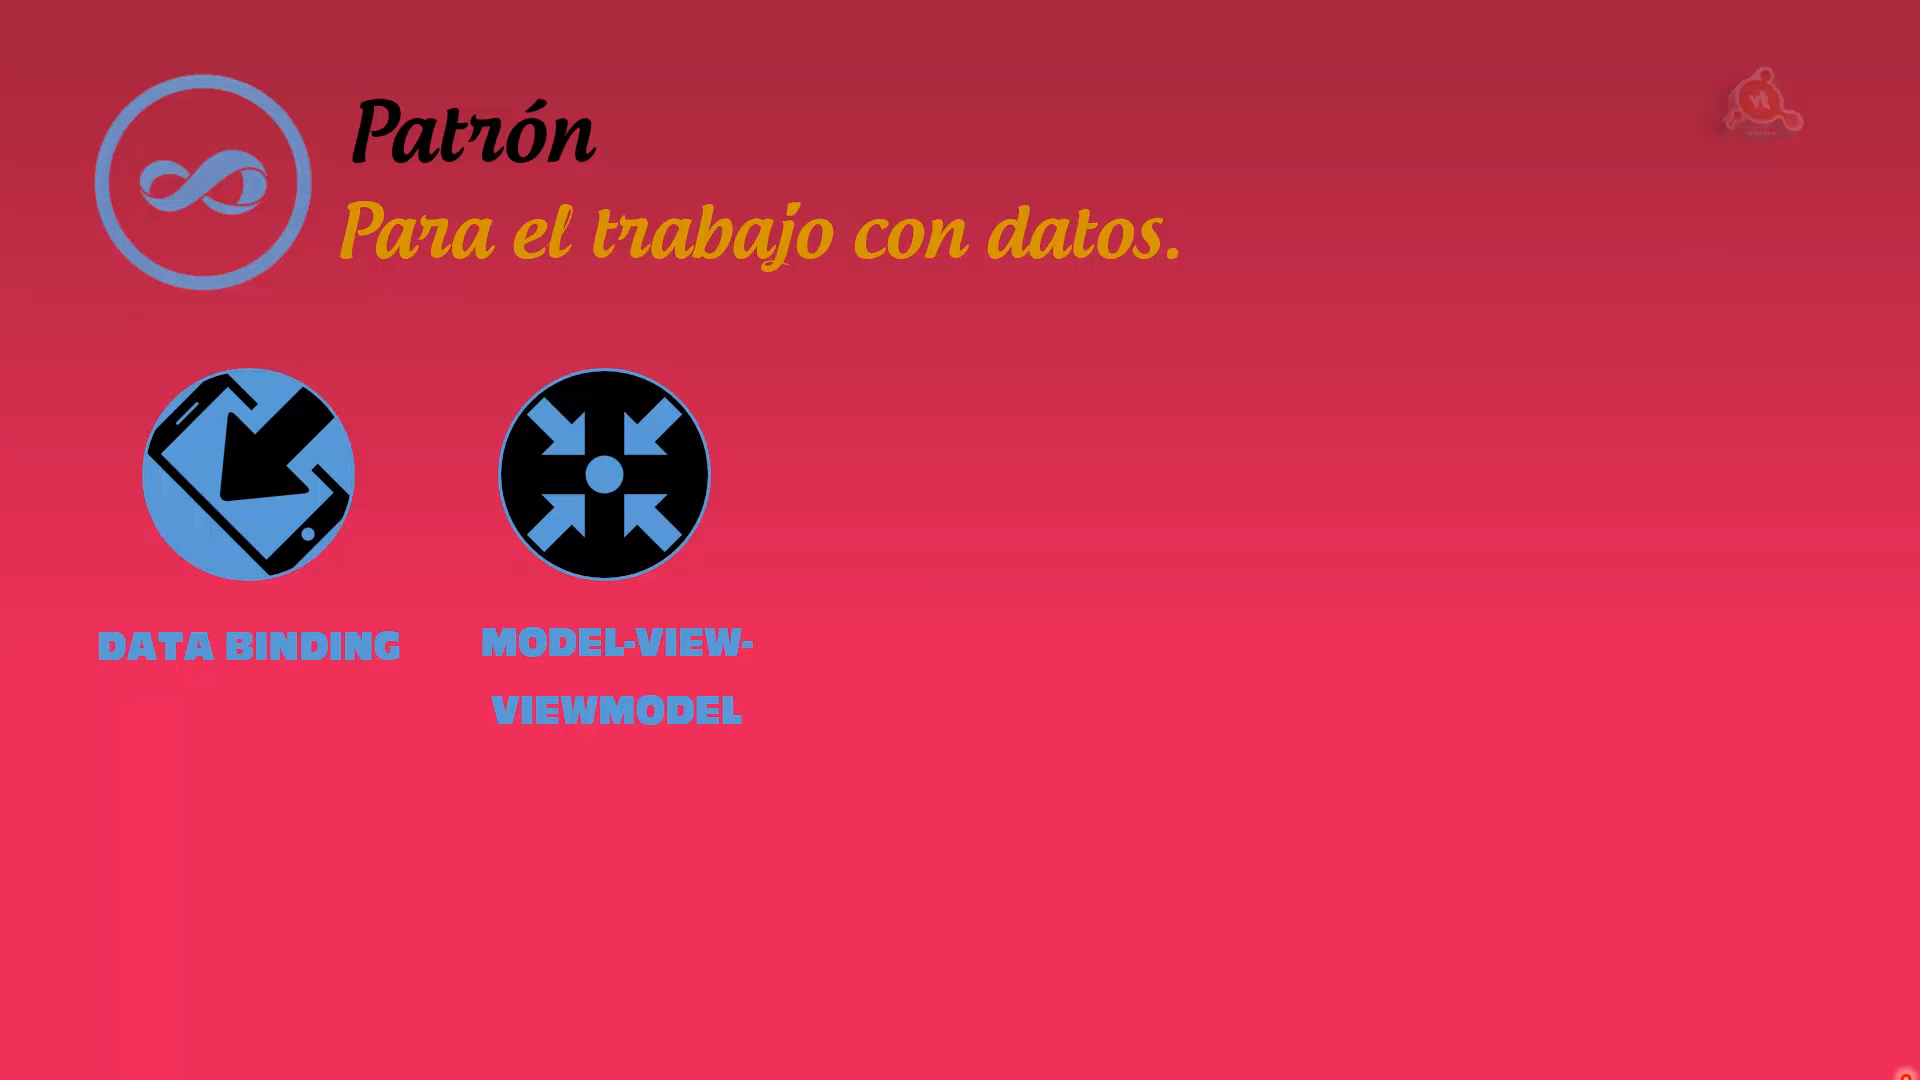 Patrón
Para el trabajo con datos.
DATA BINDING
MODEL-VIEW-
VIEWMODEL